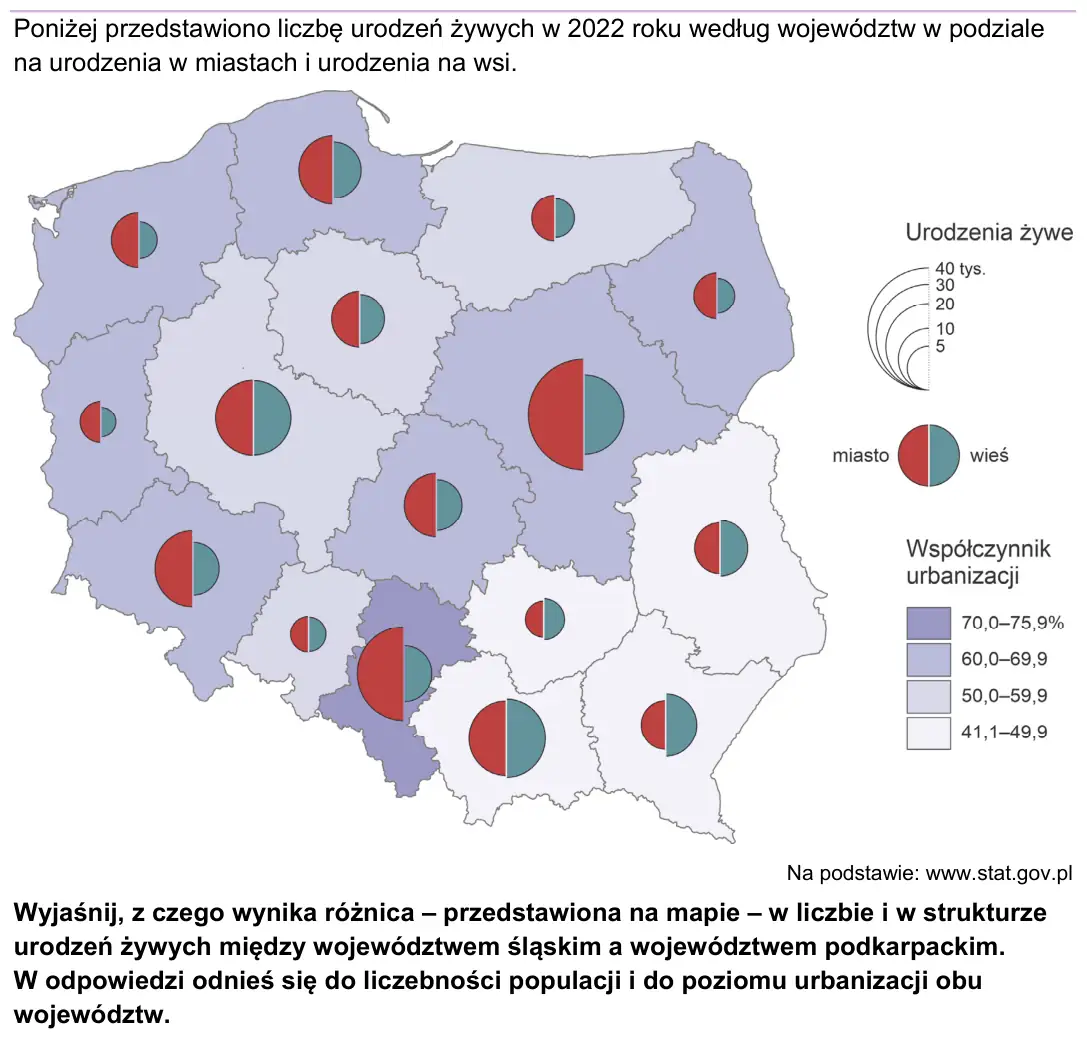 Poniżej przedstawiono liczbę urodzeń żywych w 2022 roku według województw w podziale
na urodzenia w miastach i urodzenia na wsi.
Urodzenia żywe
40 tys.
30
20
10
5
miasto
wieś
Współczynnik
urbanizacji
70,0–75,9%
60,0–69,9
50,0–59,9
41,1–49,9
Na podstawie: www.stat.gov.pl
Wyjaśnij, z czego wynika różnica – przedstawiona na mapie – w liczbie i w strukturze
urodzeń żywych między województwem śląskim a województwem podkarpackim.
W odpowiedzi odnieś się do liczebności populacji i do poziomu urbanizacji obu
województw.